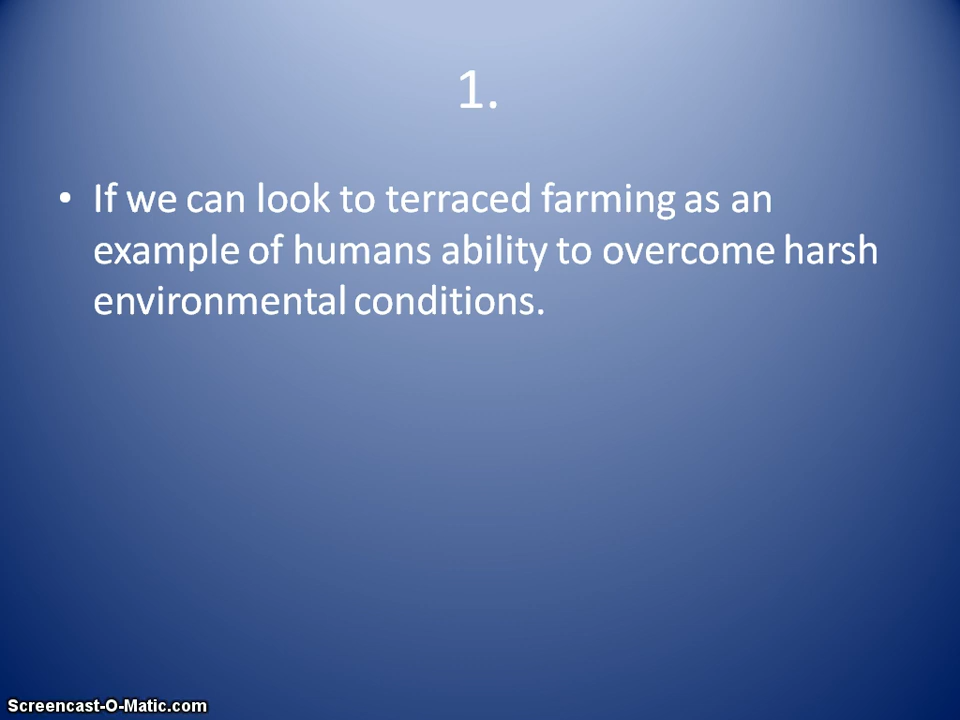 1.
• If we can look to terraced farming as an
example of humans ability to overcome harsh
environmental conditions.
Screencast-O-Matic.com